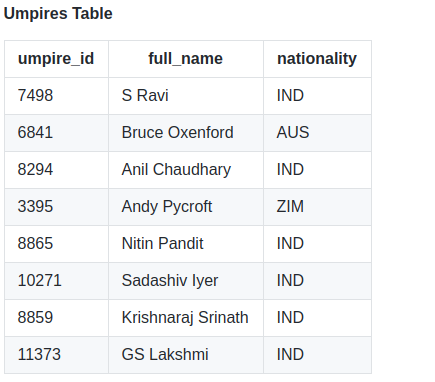 Umpires Table
umpire_id full_name nationality
7498 S Ravi IND
6841 Bruce Oxenford AUS
8294 Anil Chaudhary IND
3395 Andy Pycroft ZIM
8865 Nitin Pandit IND
10271 Sadashiv Iyer IND
8859 Krishnaraj Srinath IND
11373 GS Lakshmi IND